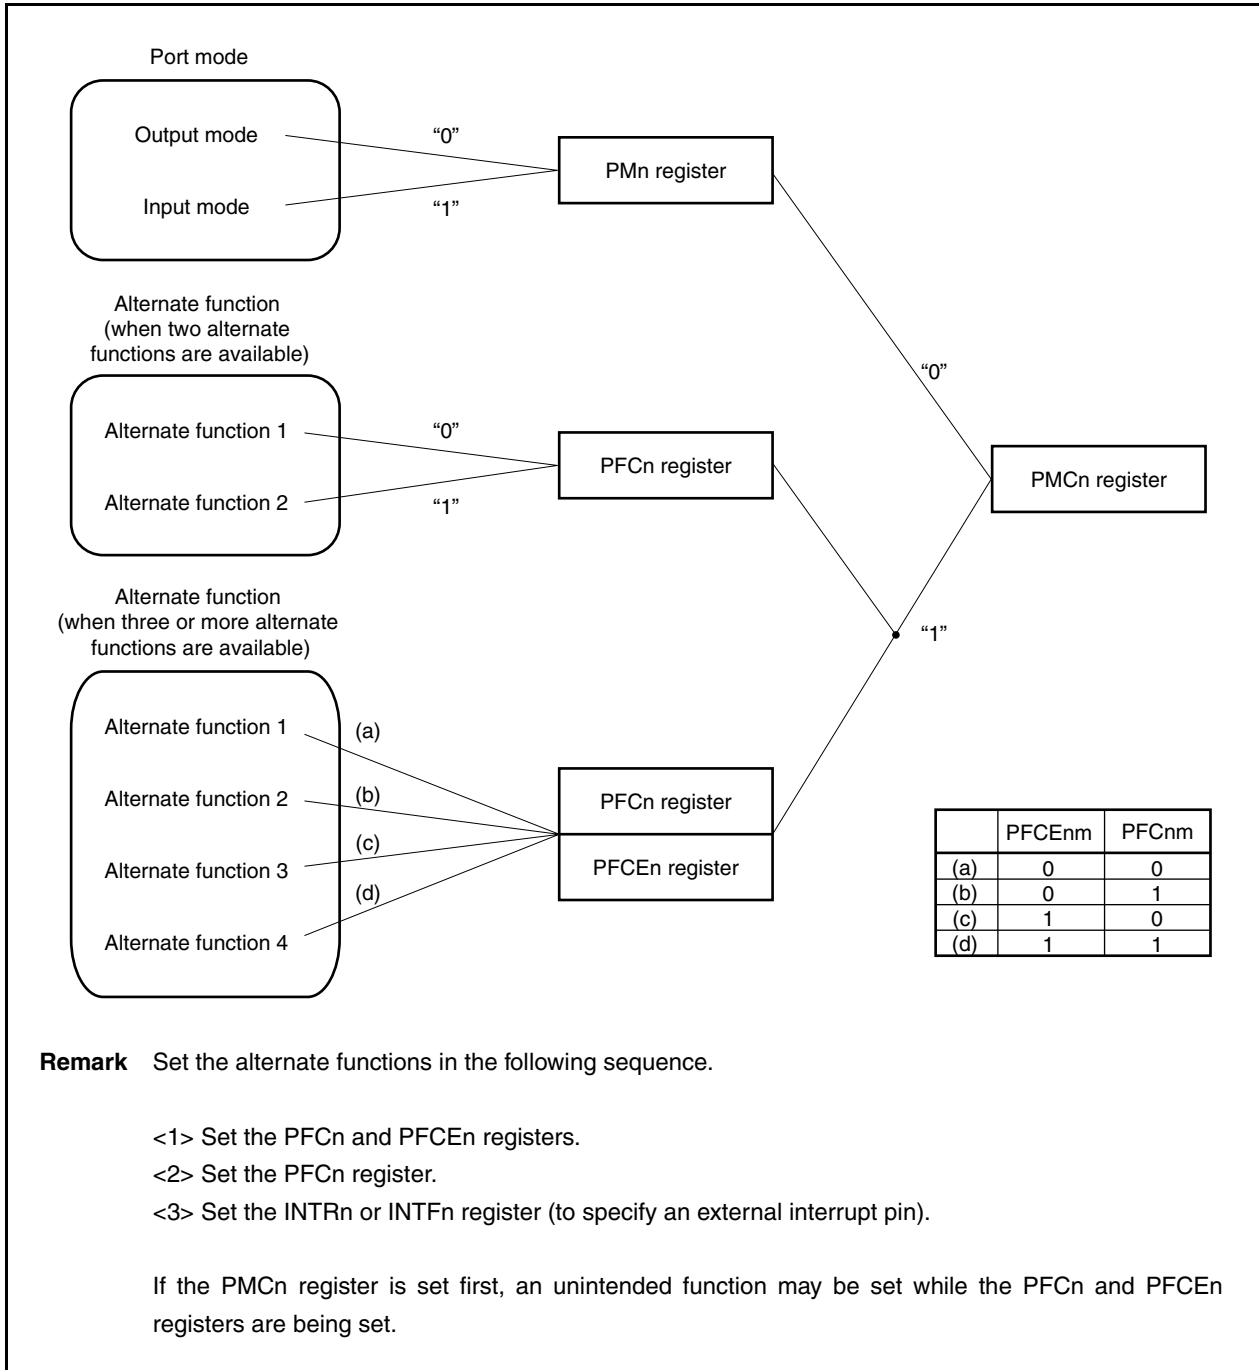 Port mode
Output mode
Input mode
“0”
“1”
PMn register
Alternate function
(when two alternate
functions are available)
Alternate function 1
Alternate function 2
“0”
“1”
PFCn register
“0”
PMCn register
Alternate function
(when three or more alternate
functions are available)
“1”
Alternate function 1
Alternate function 2
Alternate function 3
Alternate function 4
(a)
(b)
(c)
(d)
PFCn register
PFCEn register
PFCEnm PFCnm
(a) 0 0
(b) 0 1
(c) 1 0
(d) 1 1
Remark Set the alternate functions in the following sequence.
<1> Set the PFCn and PFCEn registers.
<2> Set the PFCn register.
<3> Set the INTRn or INTFn register (to specify an external interrupt pin).
If the PMCn register is set first, an unintended function may be set while the PFCn and PFCEn
registers are being set.